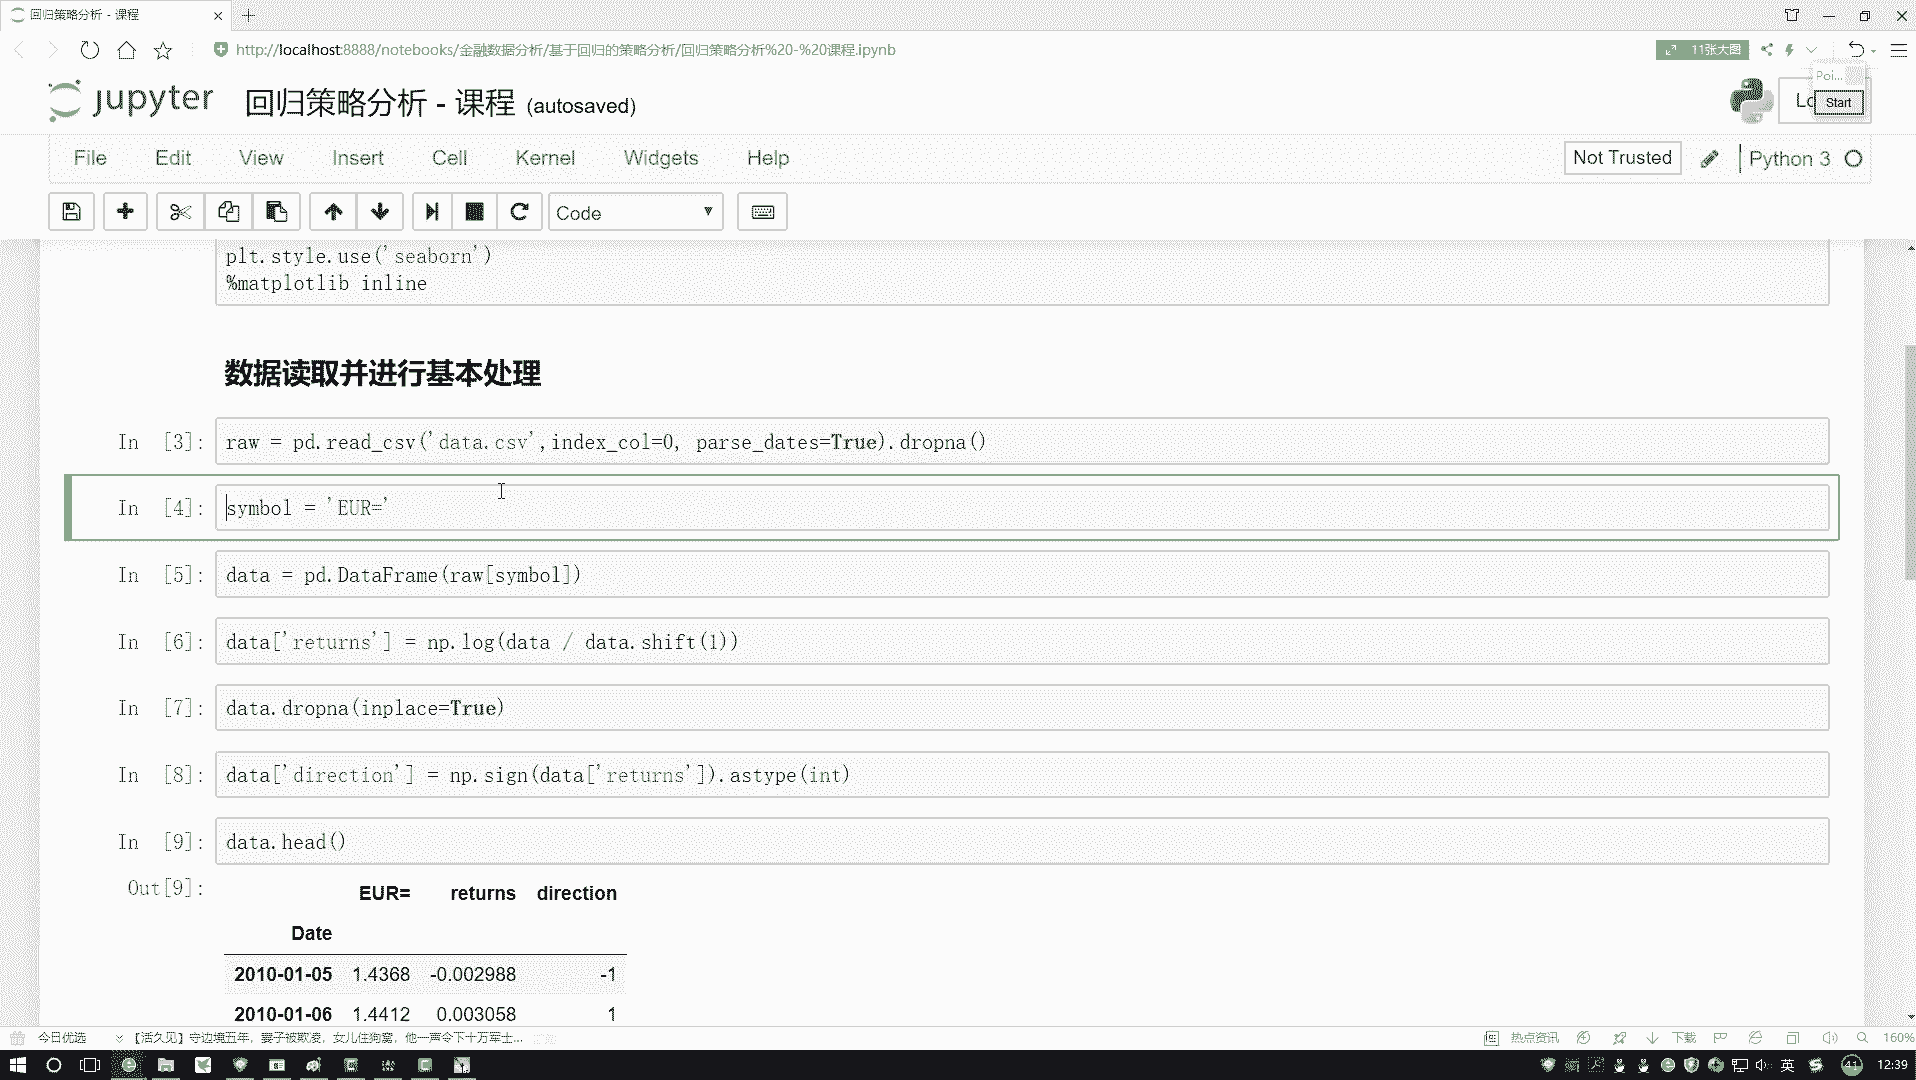 回归策略分析 - 课程
http://localhost:8888/notebooks/金融数据分析/基于回归的策略分析/回归策略分析%20-%20课程.ipynb
11张大图
Poi...
Start
jupyter 回归策略分析 - 课程 (autosaved)
Lo
File Edit View Insert Cell Kernel Widgets Help
Not Trusted
Python 3
Code
plt.style.use('seaborn')
%matplotlib inline
数据读取并进行基本处理
In [3]: raw = pd.read_csv('data.csv',index_col=0, parse_dates=True).dropna()
In [4]: symbol = 'EUR='
In [5]: data = pd.DataFrame(raw[symbol])
In [6]: data['returns'] = np.log(data / data.shift(1))
In [7]: data.dropna(inplace=True)
In [8]: data['direction'] = np.sign(data['returns']).astype(int)
In [9]: data.head()
Out[9]:
EUR= returns direction
Date
2010-01-05 1.4368 -0.002988 -1
2010-01-06 1.4412 0.003058 1
今日优选
【活久见】守边境五年，妻子被欺凌，女儿住狗窝，他一声令下十万军士...
热点资讯
下载
160%
英
41
12:39